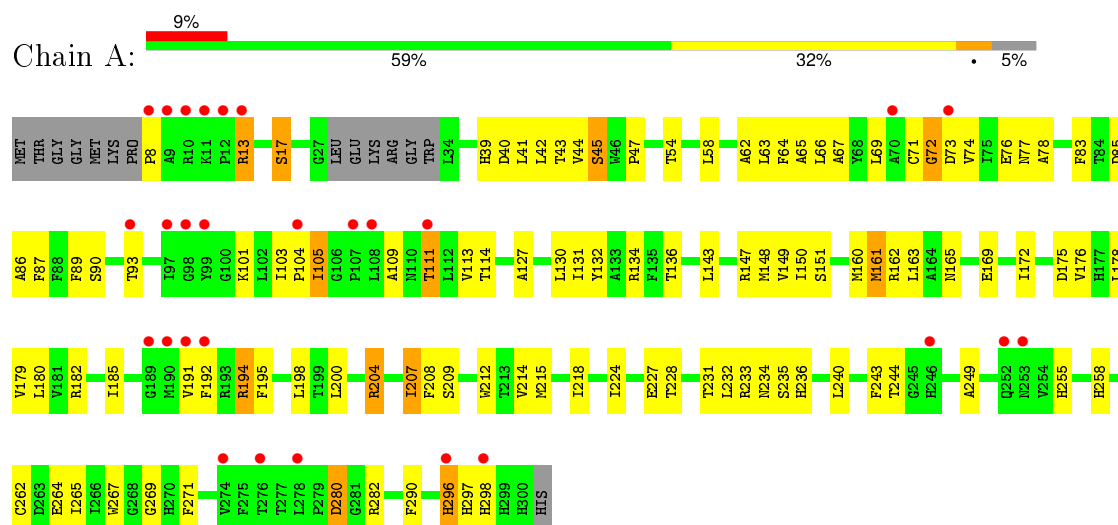 9%
Chain A:
59% 32% • 5%
MET THR GLY GLY MET LYS PRO P8 A9 R10 K11 P12 R13 S17 G27 LEU GLU LYS ARG GLY TRP L34 H39 D40 L41 L42 T43 V44 S45 W46 P47 T54 L58 A62 L63 F64 A65 L66 A67 Y68 L69 A70 C71 G72 D73 V74 I75 E76 N77 A78 F83 T84 D85
A86 F87 F88 F89 S90 T93 I97 G98 Y99 G100 K101 L102 I103 P104 I105 G106 P107 L108 A109 N110 T111 L112 V113 T114 A127 L130 I131 Y132 A133 R134 F135 T136 L143 R147 M148 V149 I150 S151 M160 M161 R162 L163 A164 N165 E169 I172 D175 V176 H177 L178
V179 L180 V181 R182 I185 G189 M190 V191 F192 R193 R194 F195 L198 T199 L200 R204 I207 F208 S209 W212 T213 V214 M215 I218 I224 E227 T228 T231 L232 R233 N234 S235 H236 L240 F243 T244 G245 H246 A249 Q252 N253 V254 H255 H258
C262 D263 E264 I265 I266 W267 G268 G269 H270 F271 V274 F275 T276 T277 L278 P279 D280 G281 R282 F290 H296 H297 H298 H299 H300 HIS